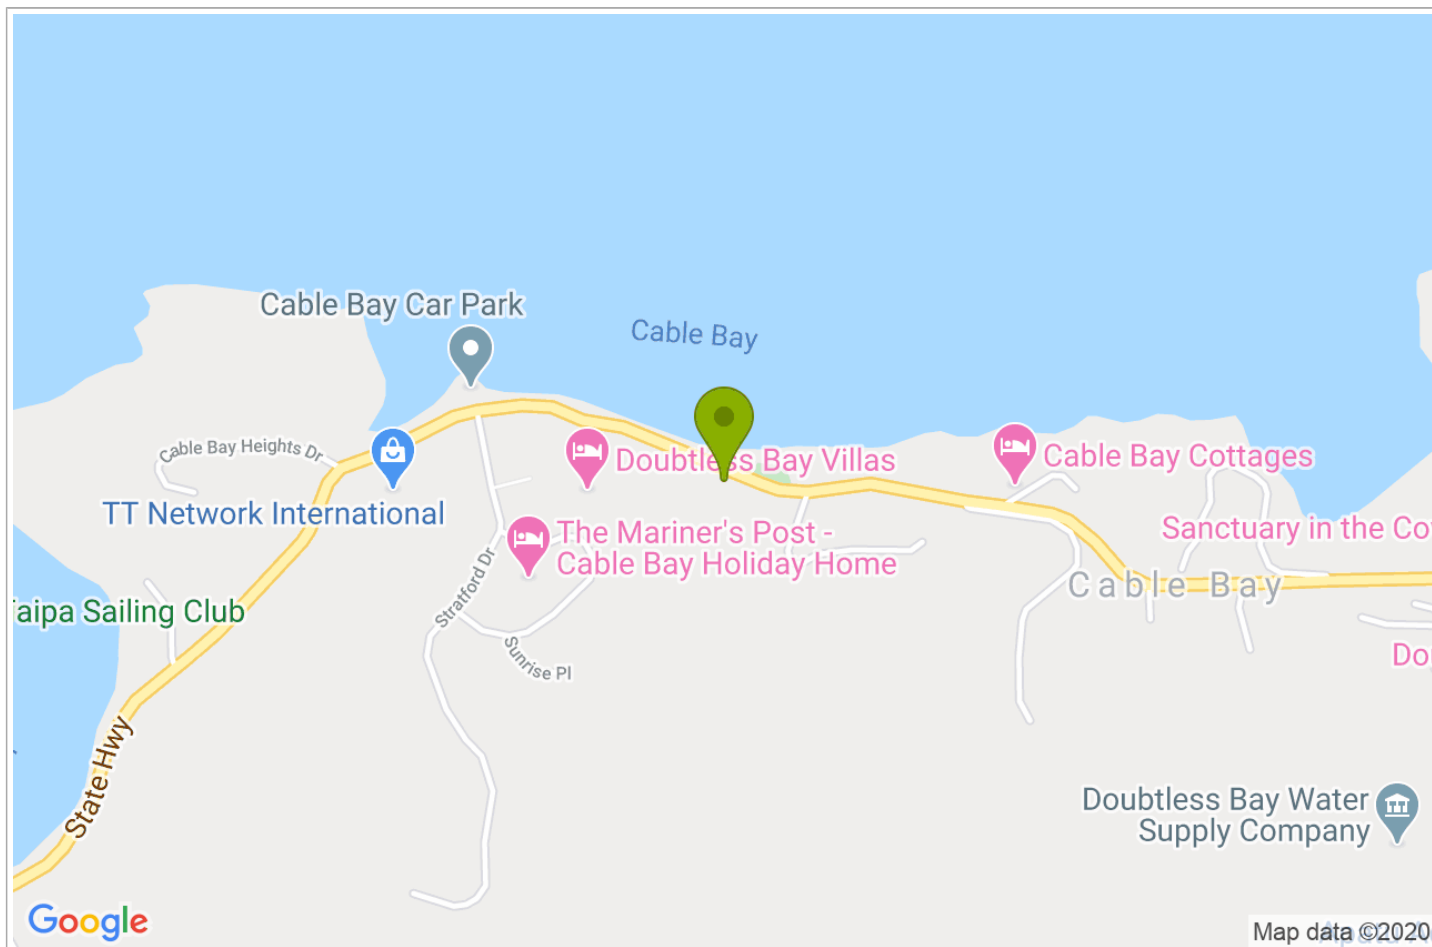 Cable Bay Car Park
Cable Bay
Cable Bay Heights Dr
Doubtless Bay Villas
Cable Bay Cottages
TT Network International
The Mariner's Post -
Cable Bay Holiday Home
Sanctuary in the Co
Stratford Dr
Cable Bay
Taipa Sailing Club
Sunrise Pl
Do
State Hwy
Doubtless Bay Water
Supply Company
Google
Map data ©2020